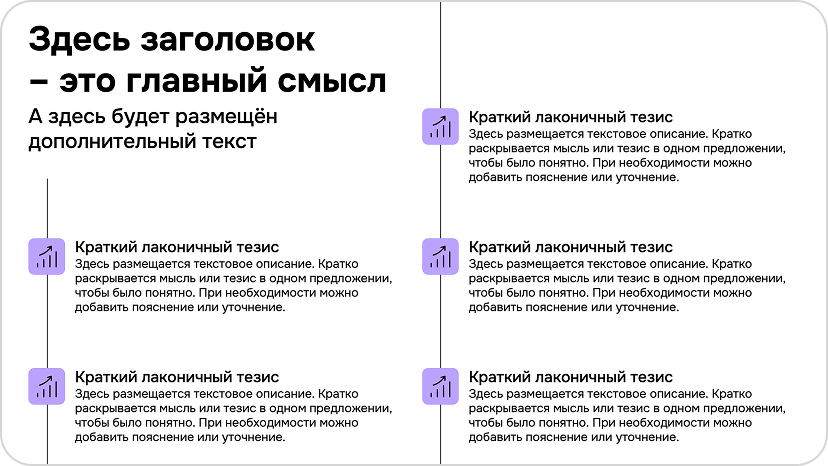 Здесь заголовок
– это главный смысл
А здесь будет размещён
дополнительный текст
Краткий лаконичный тезис
Здесь размещается текстовое описание. Кратко
раскрывается мысль или тезис в одном предложении,
чтобы было понятно. При необходимости можно
добавить пояснение или уточнение.
Краткий лаконичный тезис
Здесь размещается текстовое описание. Кратко
раскрывается мысль или тезис в одном предложении,
чтобы было понятно. При необходимости можно
добавить пояснение или уточнение.
Краткий лаконичный тезис
Здесь размещается текстовое описание. Кратко
раскрывается мысль или тезис в одном предложении,
чтобы было понятно. При необходимости можно
добавить пояснение или уточнение.
Краткий лаконичный тезис
Здесь размещается текстовое описание. Кратко
раскрывается мысль или тезис в одном предложении,
чтобы было понятно. При необходимости можно
добавить пояснение или уточнение.
Краткий лаконичный тезис
Здесь размещается текстовое описание. Кратко
раскрывается мысль или тезис в одном предложении,
чтобы было понятно. При необходимости можно
добавить пояснение или уточнение.